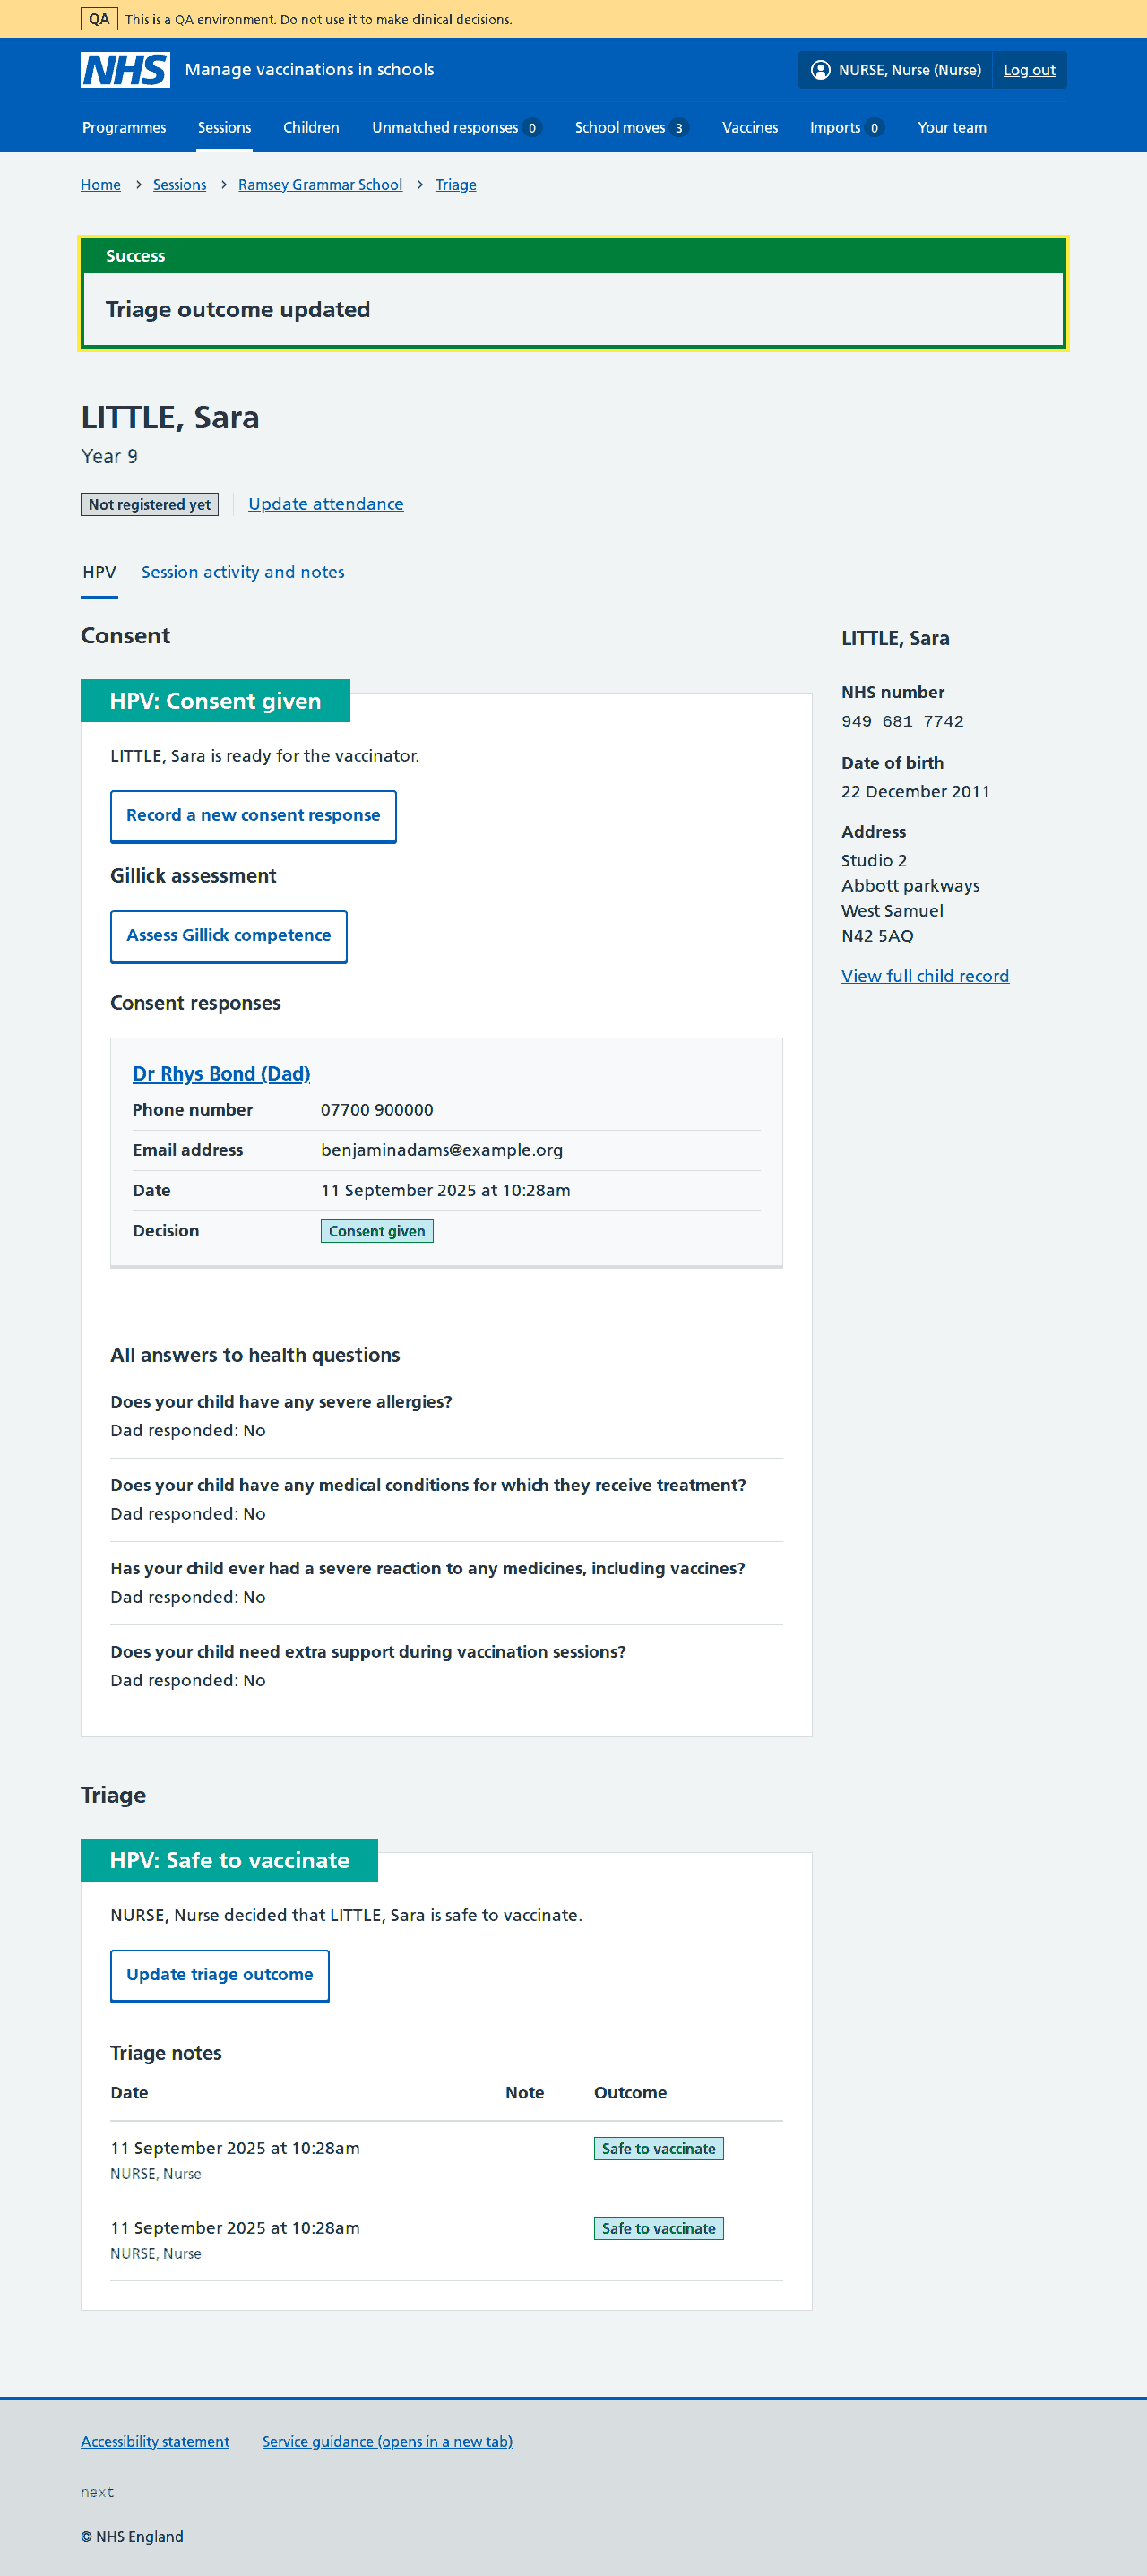 QA This is a QA environment. Do not use it to make clinical decisions.
NHS Manage vaccinations in schools NURSE, Nurse (Nurse) Log out
Programmes Sessions Children Unmatched responses 0 School moves 3 Vaccines Imports 0 Your team
Home > Sessions > Ramsey Grammar School > Triage
Success
Triage outcome updated
LITTLE, Sara
Year 9
Not registered yet Update attendance
HPV Session activity and notes
Consent
HPV: Consent given
LITTLE, Sara is ready for the vaccinator.
Record a new consent response
Gillick assessment
Assess Gillick competence
Consent responses
Dr Rhys Bond (Dad)
Phone number 07700 900000
Email address benjaminadams@example.org
Date 11 September 2025 at 10:28am
Decision Consent given
All answers to health questions
Does your child have any severe allergies?
Dad responded: No
Does your child have any medical conditions for which they receive treatment?
Dad responded: No
Has your child ever had a severe reaction to any medicines, including vaccines?
Dad responded: No
Does your child need extra support during vaccination sessions?
Dad responded: No
LITTLE, Sara
NHS number
949 681 7742
Date of birth
22 December 2011
Address
Studio 2
Abbott parkways
West Samuel
N42 5AQ
View full child record
Triage
HPV: Safe to vaccinate
NURSE, Nurse decided that LITTLE, Sara is safe to vaccinate.
Update triage outcome
Triage notes
Date Note Outcome
11 September 2025 at 10:28am Safe to vaccinate
NURSE, Nurse
11 September 2025 at 10:28am Safe to vaccinate
NURSE, Nurse
Accessibility statement Service guidance (opens in a new tab)
next
© NHS England